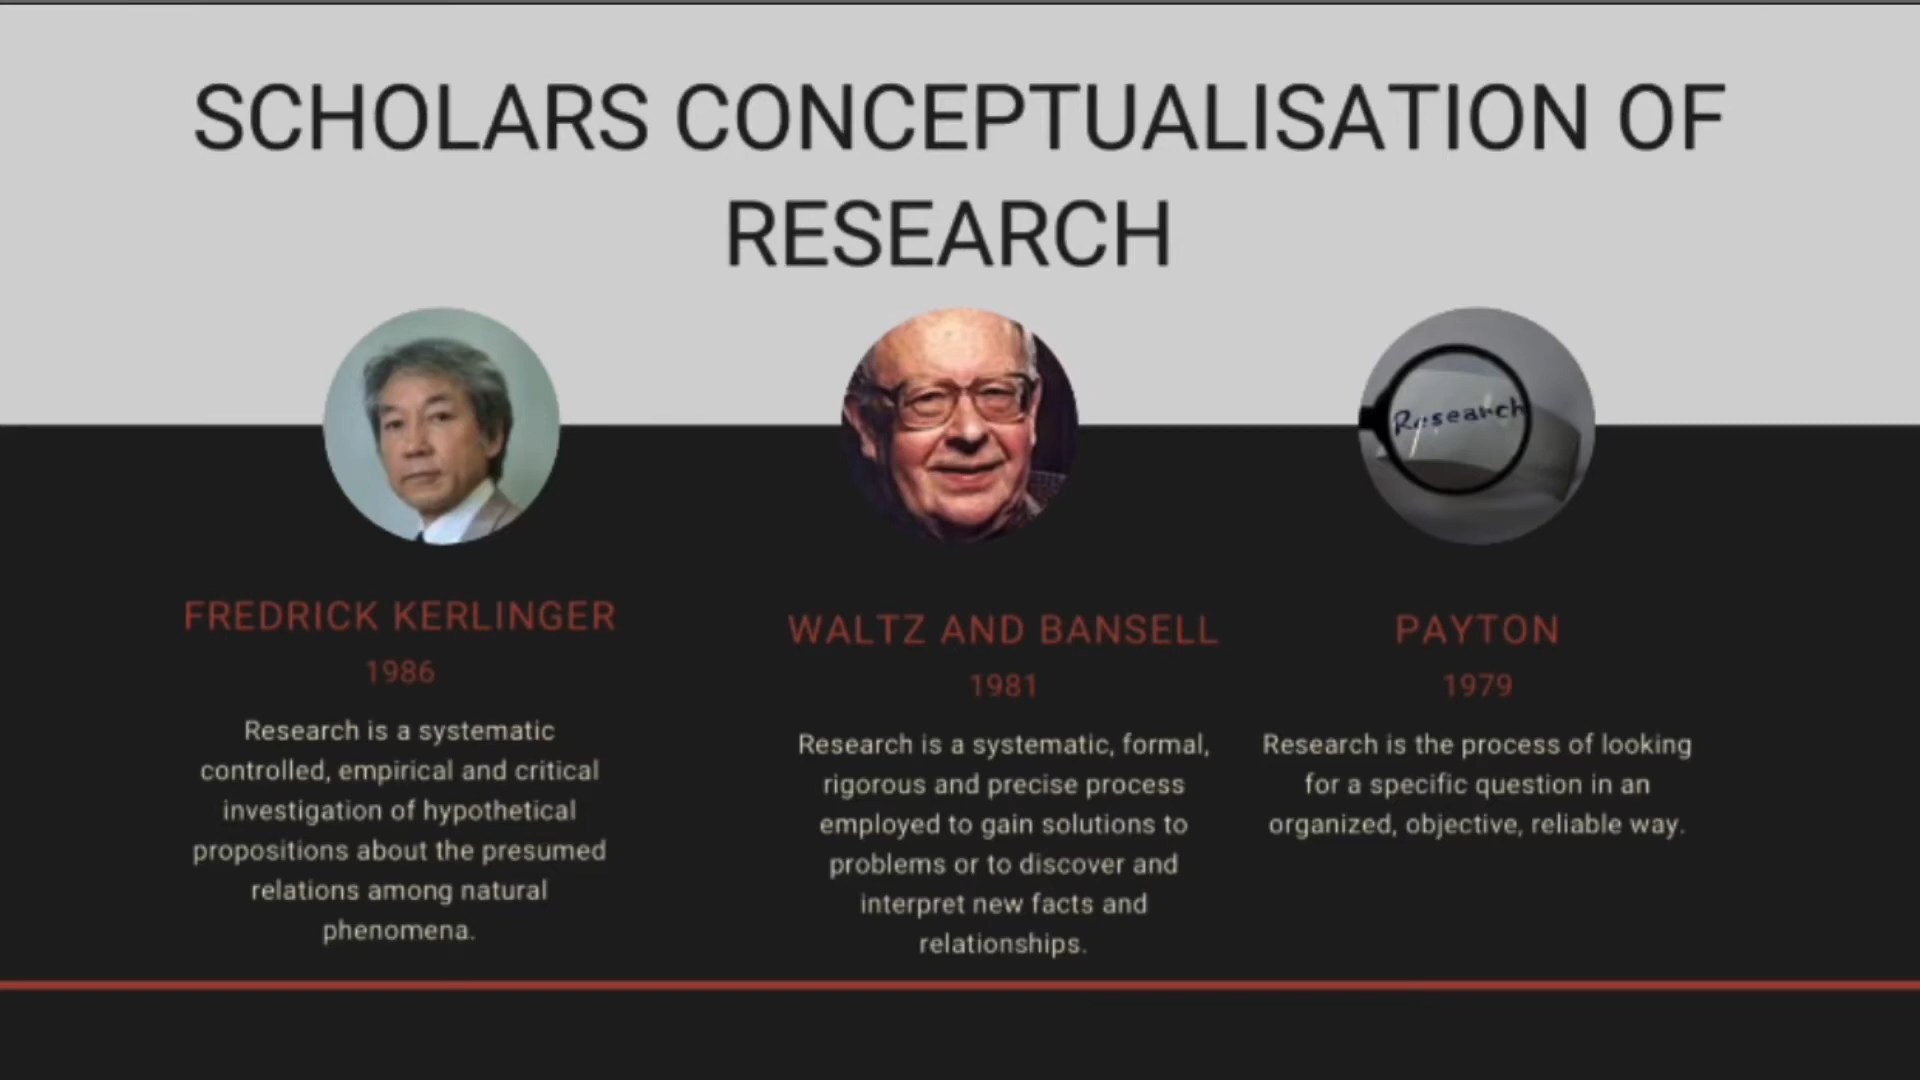 SCHOLARS CONCEPTUALISATION OF
RESEARCH
Research
FREDRICK KERLINGER
1986
Research is a systematic
controlled, empirical and critical
investigation of hypothetical
propositions about the presumed
relations among natural
phenomena.
WALTZ AND BANSELL
1981
Research is a systematic, formal,
rigorous and precise process
employed to gain solutions to
problems or to discover and
interpret new facts and
relationships.
PAYTON
1979
Research is the process of looking
for a specific question in an
organized, objective, reliable way.